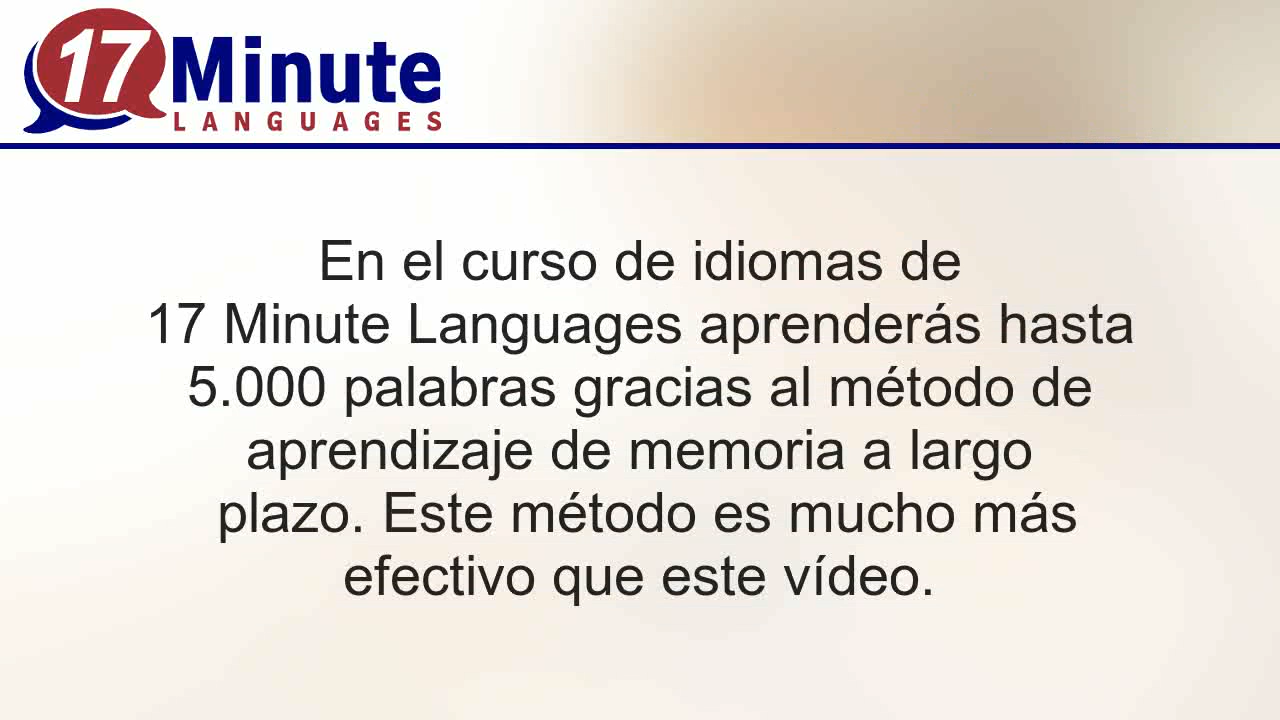 17 Minute
LANGUAGES
En el curso de idiomas de
17 Minute Languages aprenderás hasta
5.000 palabras gracias al método de
aprendizaje de memoria a largo
plazo. Este método es mucho más
efectivo que este vídeo.